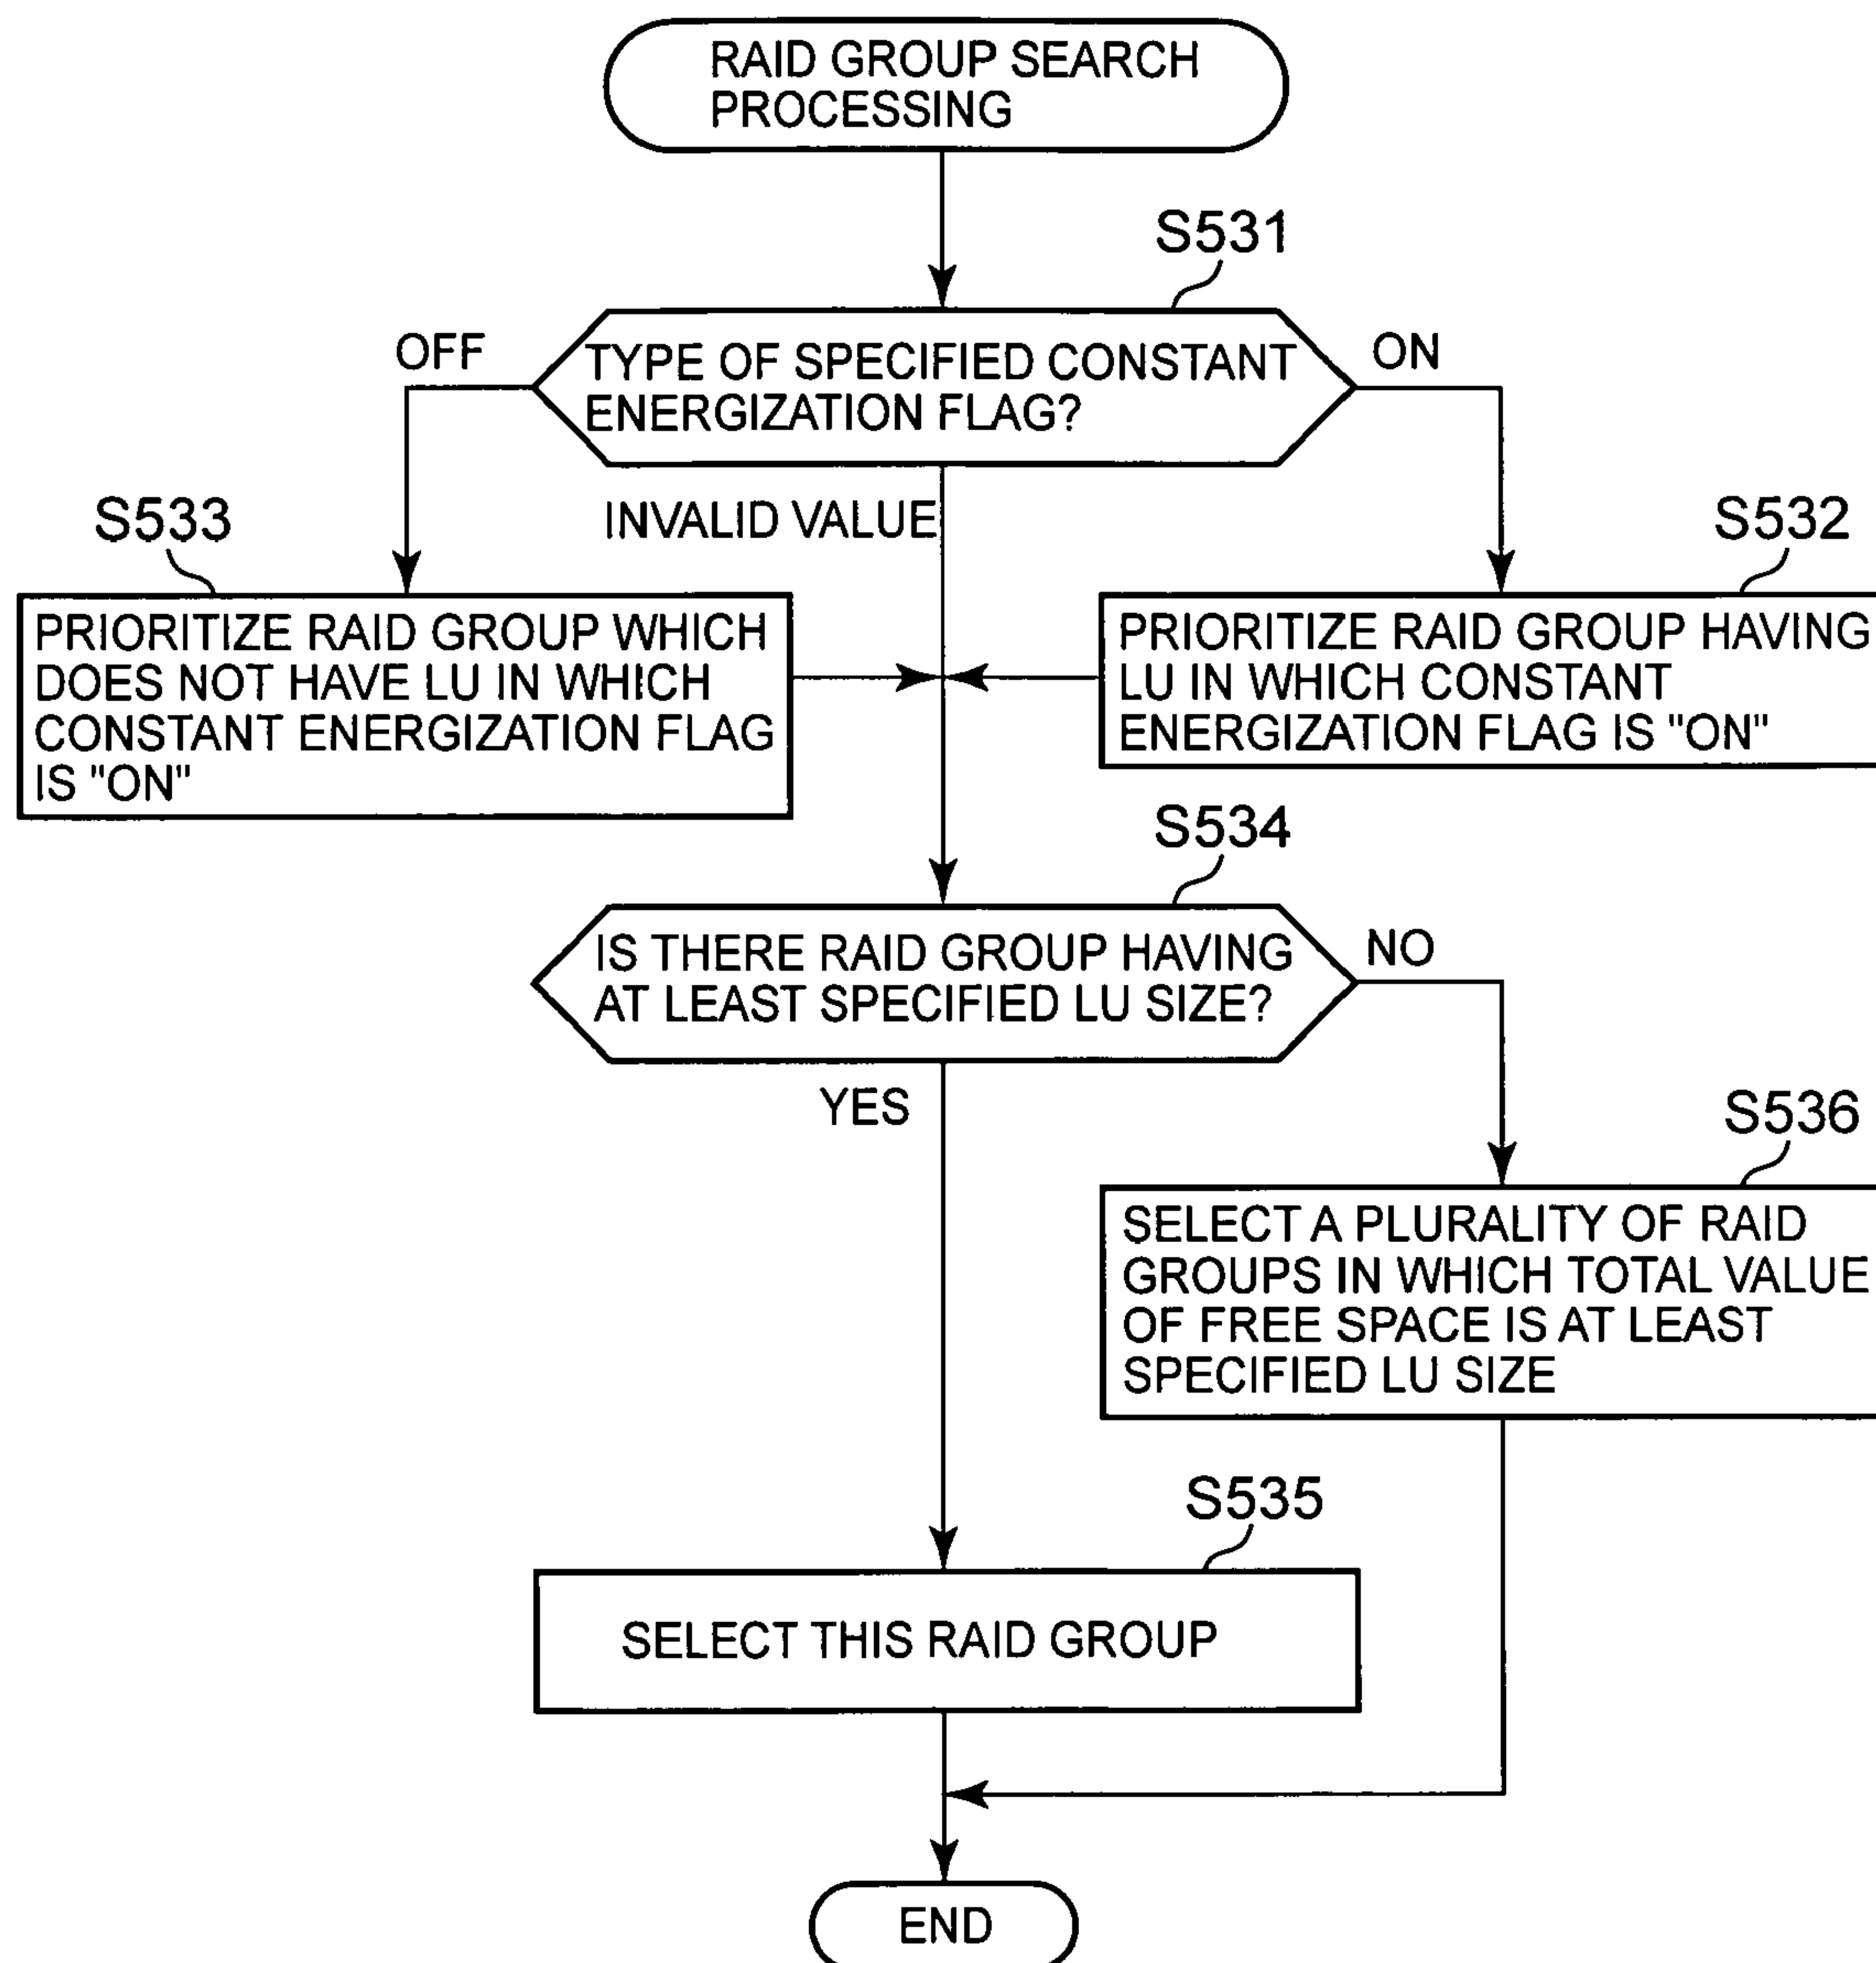 RAID GROUP SEARCH
PROCESSING
S531
OFF
TYPE OF SPECIFIED CONSTANT
ENERGIZATION FLAG?
ON
INVALID VALUE
S533
S532
PRIORITIZE RAID GROUP WHICH
DOES NOT HAVE LU IN WHICH
CONSTANT ENERGIZATION FLAG
IS "ON"
PRIORITIZE RAID GROUP HAVING
LU IN WHICH CONSTANT
ENERGIZATION FLAG IS "ON"
S534
IS THERE RAID GROUP HAVING
AT LEAST SPECIFIED LU SIZE?
NO
YES
S536
SELECT A PLURALITY OF RAID
GROUPS IN WHICH TOTAL VALUE
OF FREE SPACE IS AT LEAST
SPECIFIED LU SIZE
S535
SELECT THIS RAID GROUP
END